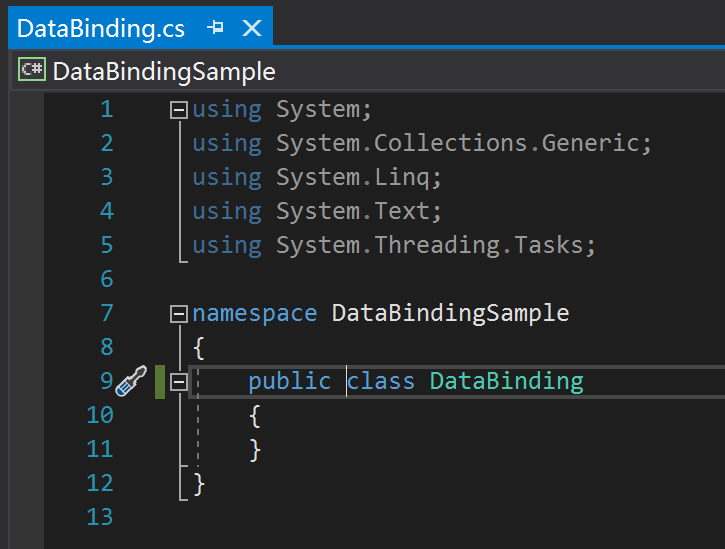 DataBinding.cs
C# DataBindingSample
1 using System;
2 using System.Collections.Generic;
3 using System.Linq;
4 using System.Text;
5 using System.Threading.Tasks;
6
7 namespace DataBindingSample
8 {
9 public class DataBinding
10 {
11 }
12 }
13